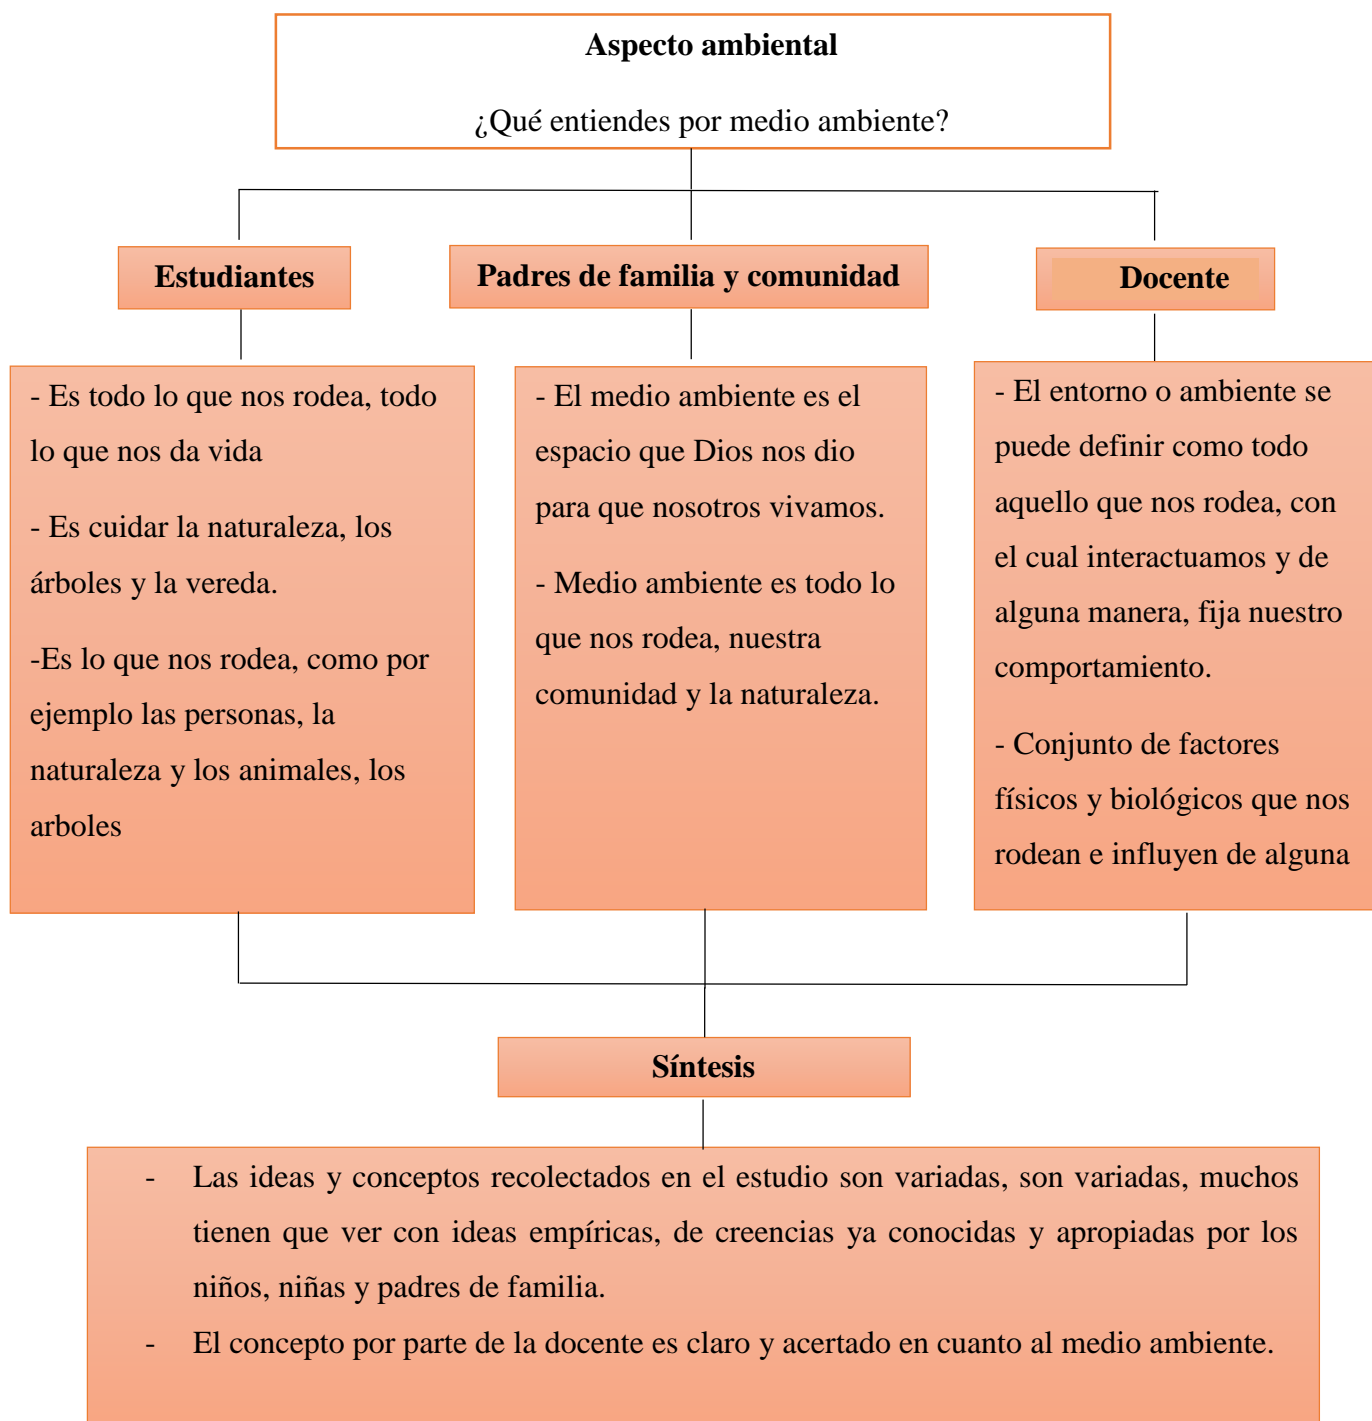 Aspecto ambiental
¿Qué entiendes por medio ambiente?
Estudiantes
Padres de familia y comunidad
Docente
- Es todo lo que nos rodea, todo
lo que nos da vida
- Es cuidar la naturaleza, los
árboles y la vereda.
-Es lo que nos rodea, como por
ejemplo las personas, la
naturaleza y los animales, los
arboles
- El medio ambiente es el
espacio que Dios nos dio
para que nosotros vivamos.
- Medio ambiente es todo lo
que nos rodea, nuestra
comunidad y la naturaleza.
- El entorno o ambiente se
puede definir como todo
aquello que nos rodea, con
el cual interactuamos y de
alguna manera, fija nuestro
comportamiento.
- Conjunto de factores
físicos y biológicos que nos
rodean e influyen de alguna
Síntesis
- Las ideas y conceptos recolectados en el estudio son variadas, son variadas, muchos
tienen que ver con ideas empíricas, de creencias ya conocidas y apropiadas por los
niños, niñas y padres de familia.
- El concepto por parte de la docente es claro y acertado en cuanto al medio ambiente.